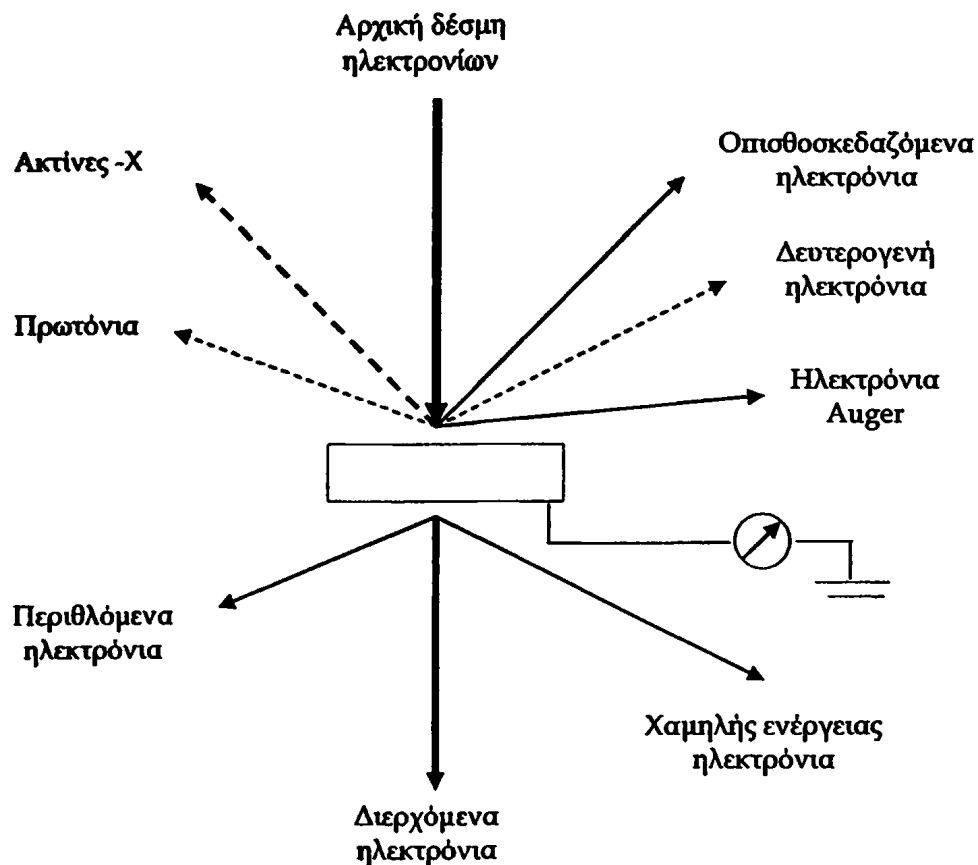 Αρχική δέσμη
ηλεκτρονίων
Ακτίνες -Χ
Οπισθοσκεδαζόμενα
ηλεκτρόνια
Δευτερογενή
ηλεκτρόνια
Πρωτόνια
Ηλεκτρόνια
Auger
Περιθλόμενα
ηλεκτρόνια
Χαμηλής ενέργειας
ηλεκτρόνια
Διερχόμενα
ηλεκτρόνια